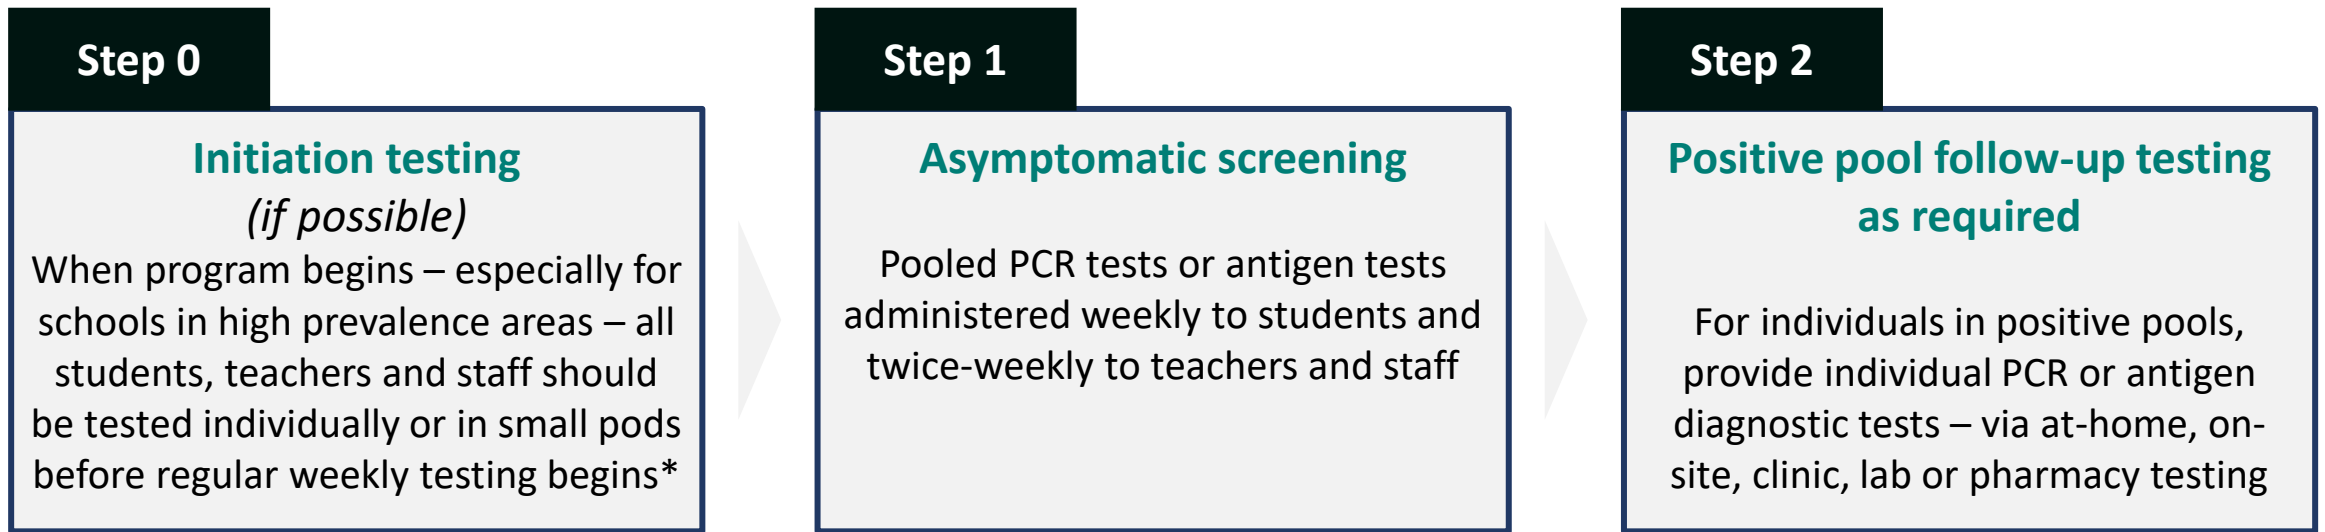 Step 0
Initiation testing
(if possible)
When program begins – especially for
schools in high prevalence areas – all
students, teachers and staff should
be tested individually or in small pods
before regular weekly testing begins*
Step 1
Asymptomatic screening
Pooled PCR tests or antigen tests
administered weekly to students and
twice-weekly to teachers and staff
Step 2
Positive pool follow-up testing
as required
For individuals in positive pools,
provide individual PCR or antigen
diagnostic tests – via at-home, on-
site, clinic, lab or pharmacy testing